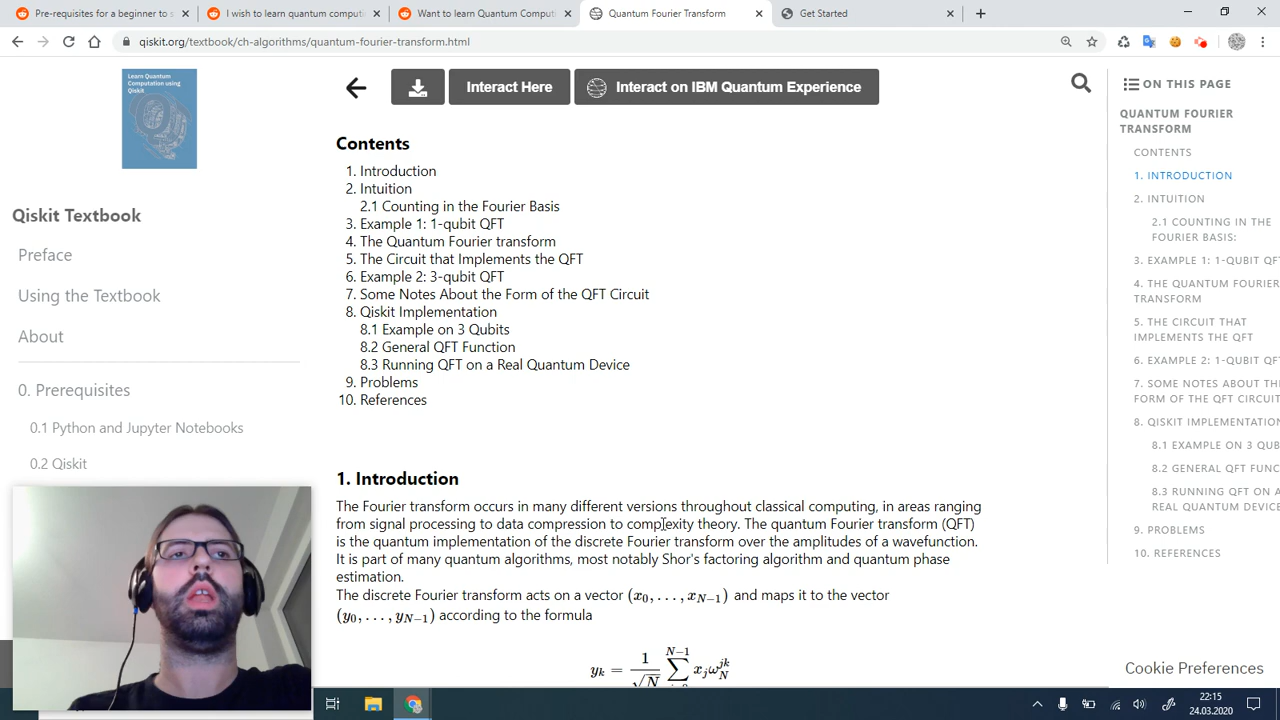 Pre-requisites for a beginner to s
I wish to learn quantum computi
Want to learn Quantum Computi
Quantum Fourier Transform
Get Started
qiskit.org/textbook/ch-algorithms/quantum-fourier-transform.html
Learn Quantum
Computation using
Qiskit
Qiskit Textbook
Preface
Using the Textbook
About
0. Prerequisites
0.1 Python and Jupyter Notebooks
0.2 Qiskit
Interact Here
Interact on IBM Quantum Experience
Contents
1. Introduction
2. Intuition
2.1 Counting in the Fourier Basis
3. Example 1: 1-qubit QFT
4. The Quantum Fourier transform
5. The Circuit that Implements the QFT
6. Example 2: 3-qubit QFT
7. Some Notes About the Form of the QFT Circuit
8. Qiskit Implementation
8.1 Example on 3 Qubits
8.2 General QFT Function
8.3 Running QFT on a Real Quantum Device
9. Problems
10. References
1. Introduction
The Fourier transform occurs in many different versions throughout classical computing, in areas ranging
from signal processing to data compression to complexity theory. The quantum Fourier transform (QFT)
is the quantum implementation of the discrete Fourier transform over the amplitudes of a wavefunction.
It is part of many quantum algorithms, most notably Shor's factoring algorithm and quantum phase
estimation.
The discrete Fourier transform acts on a vector (x₀, . . . , x_{N−1}) and maps it to the vector
(y₀, . . . , y_{N−1}) according to the formula
y_k = 1/√N ∑^{N−1} x_j ω_N^{jk}
ON THIS PAGE
QUANTUM FOURIER
TRANSFORM
CONTENTS
1. INTRODUCTION
2. INTUITION
2.1 COUNTING IN THE
FOURIER BASIS:
3. EXAMPLE 1: 1-QUBIT QFT
4. THE QUANTUM FOURIER
TRANSFORM
5. THE CIRCUIT THAT
IMPLEMENTS THE QFT
6. EXAMPLE 2: 1-QUBIT QFT
7. SOME NOTES ABOUT THE
FORM OF THE QFT CIRCUIT
8. QISKIT IMPLEMENTATION
8.1 EXAMPLE ON 3 QUB
8.2 GENERAL QFT FUNC
8.3 RUNNING QFT ON A
REAL QUANTUM DEVICE
9. PROBLEMS
10. REFERENCES
Cookie Preferences
22:15
24.03.2020